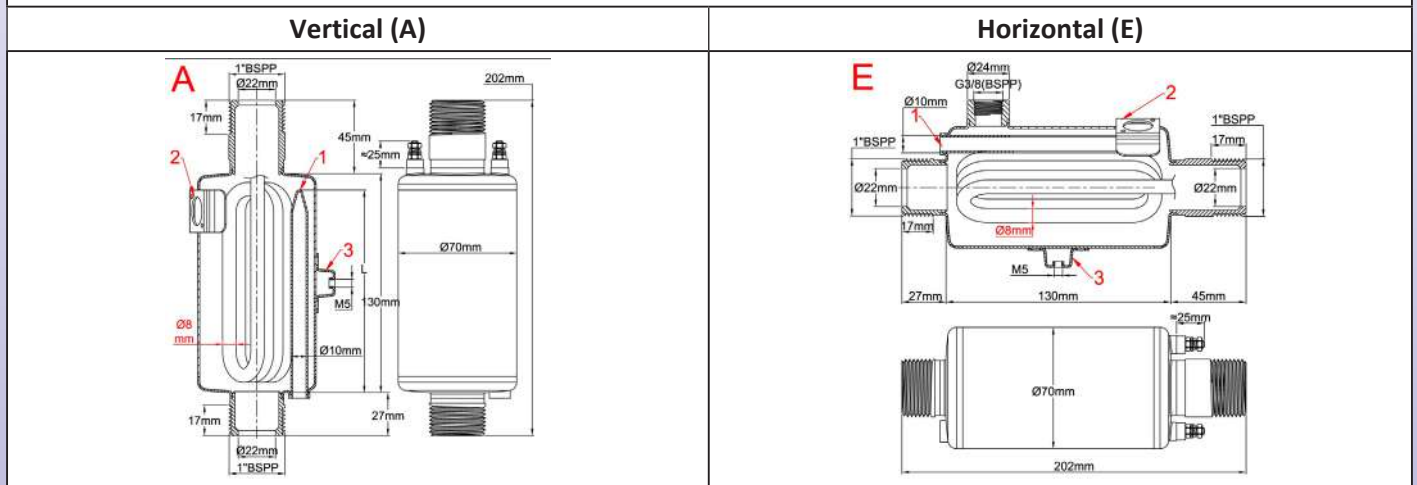 Vertical (A)
Horizontal (E)
A
1"BSPP
Ø22mm
17mm
45mm
2
1
3
L
M5
130mm
Ø8
mm
Ø10mm
17mm
27mm
Ø22mm
1"BSPP
202mm
≈25mm
Ø70mm
E
Ø24mm
G3/8(BSPP)
Ø10mm
1
2
1"BSPP
1"BSPP
17mm
Ø22mm
Ø22mm
17mm
Ø8mm
M5
3
27mm
130mm
45mm
≈25mm
Ø70mm
202mm